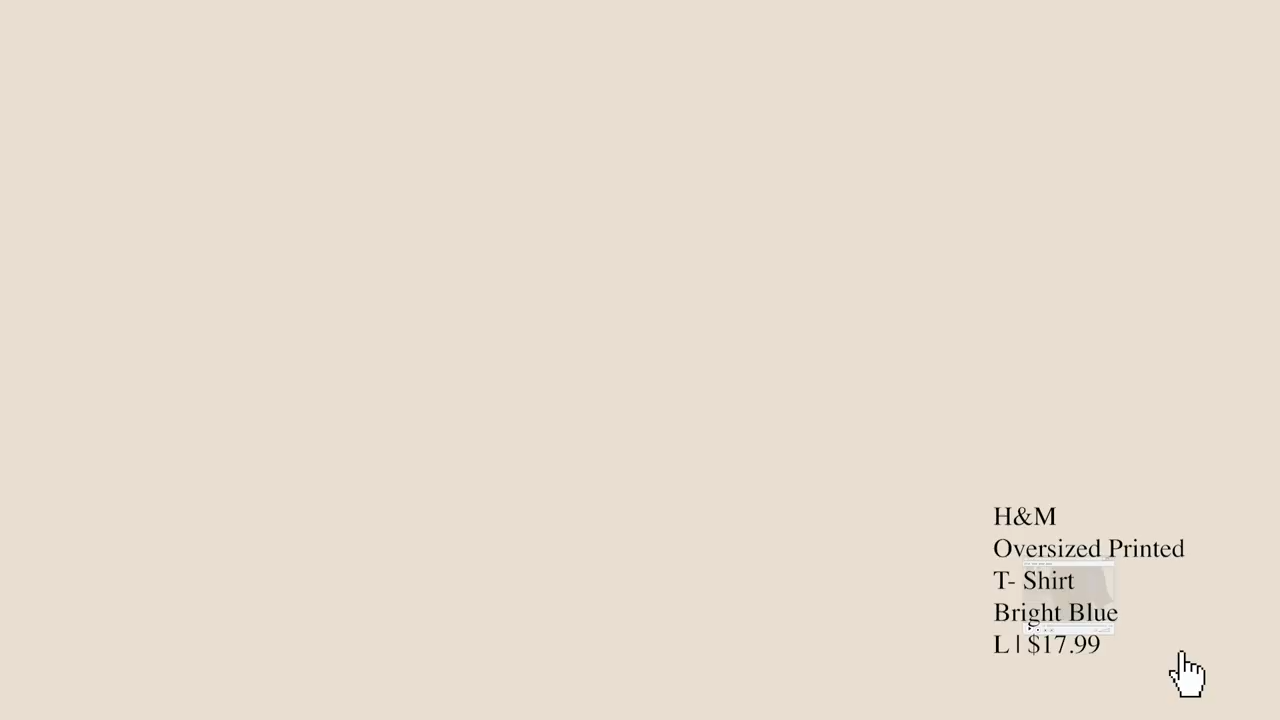 H&M
Oversized Printed
T- Shirt
Bright Blue
L | $17.99